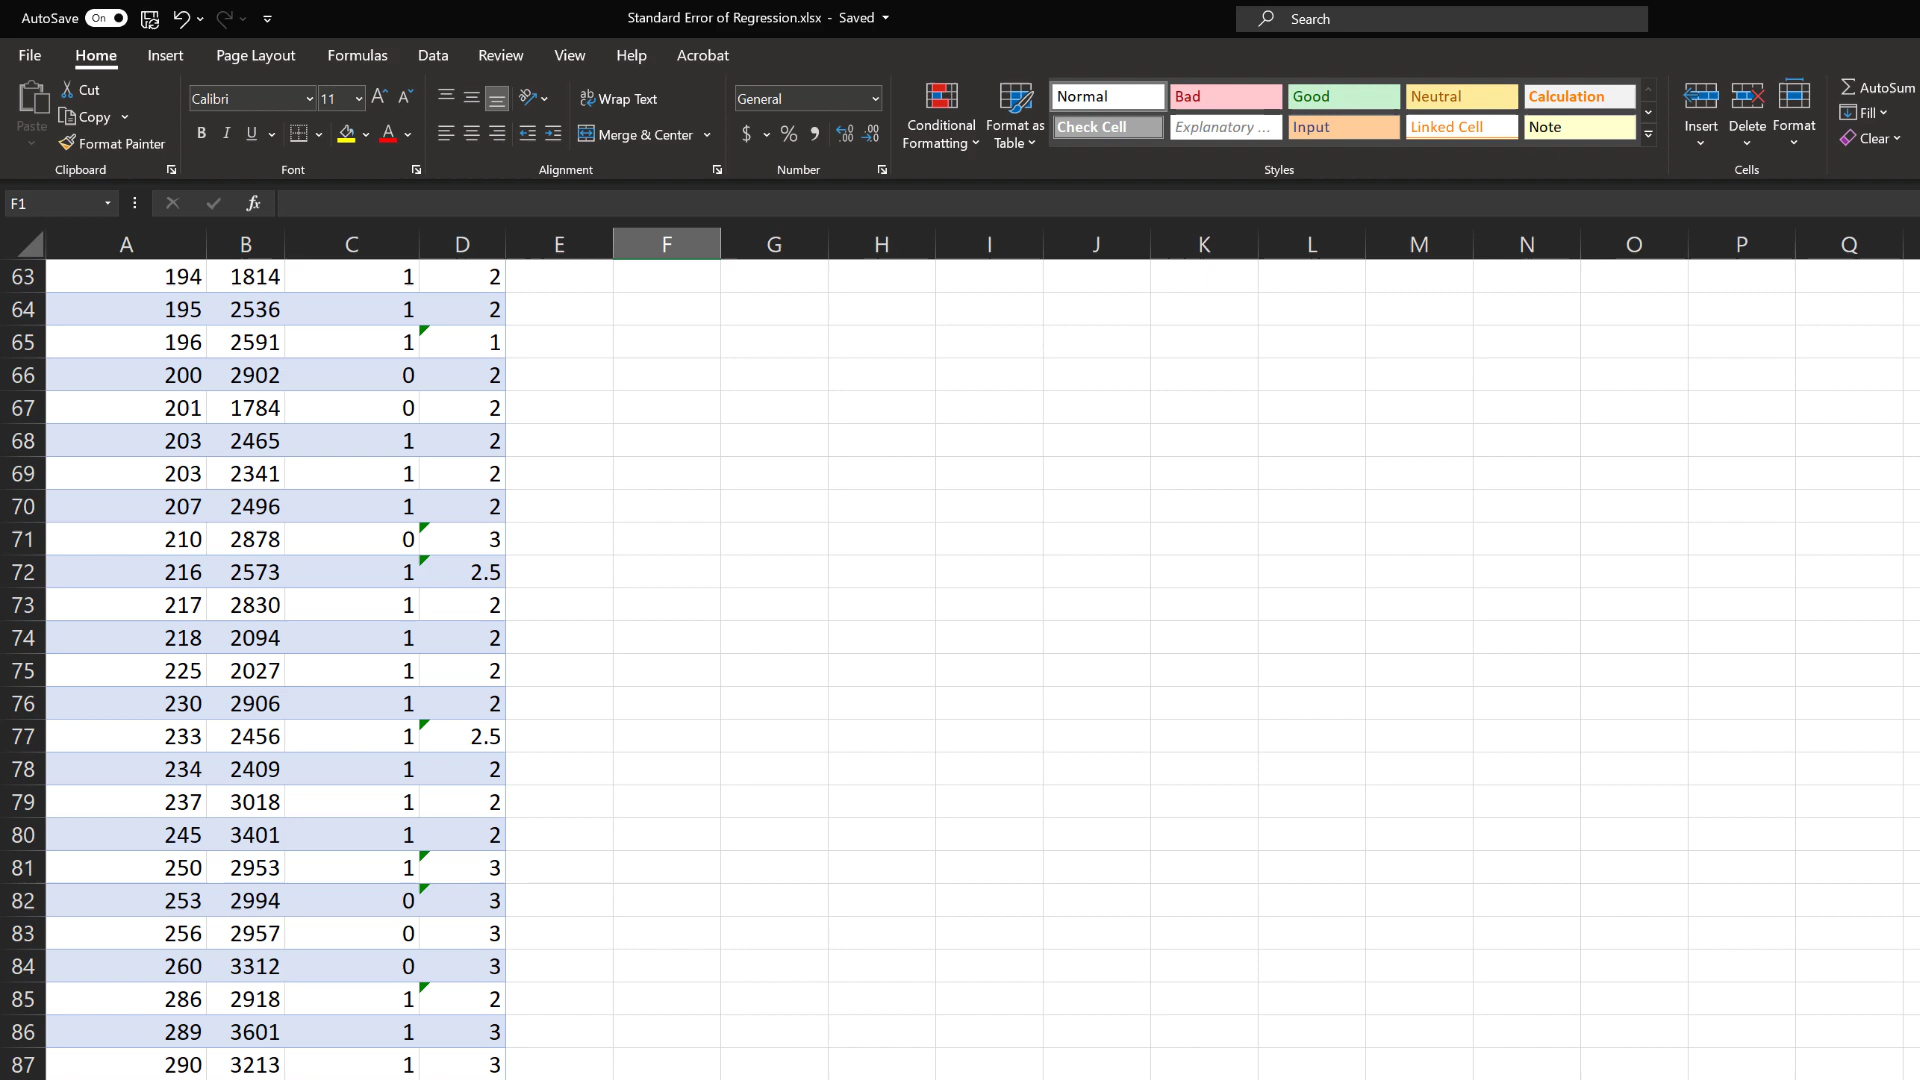 AutoSave On Standard Error of Regression.xlsx - Saved Search
File Home Insert Page Layout Formulas Data Review View Help Acrobat
Paste Cut Copy Format Painter Clipboard
Calibri 11 B I U Font
Wrap Text Merge & Center Alignment
General $ % Number
Conditional Formatting Format as Table
Normal Bad Good Neutral Calculation
Check Cell Explanatory ... Input Linked Cell Note
Styles
Insert Delete Format Cells
AutoSum Fill Clear
F1 fx
A B C D E F G H I J K L M N O P Q
63 194 1814 1 2
64 195 2536 1 2
65 196 2591 1 1
66 200 2902 0 2
67 201 1784 0 2
68 203 2465 1 2
69 203 2341 1 2
70 207 2496 1 2
71 210 2878 0 3
72 216 2573 1 2.5
73 217 2830 1 2
74 218 2094 1 2
75 225 2027 1 2
76 230 2906 1 2
77 233 2456 1 2.5
78 234 2409 1 2
79 237 3018 1 2
80 245 3401 1 2
81 250 2953 1 3
82 253 2994 0 3
83 256 2957 0 3
84 260 3312 0 3
85 286 2918 1 2
86 289 3601 1 3
87 290 3213 1 3